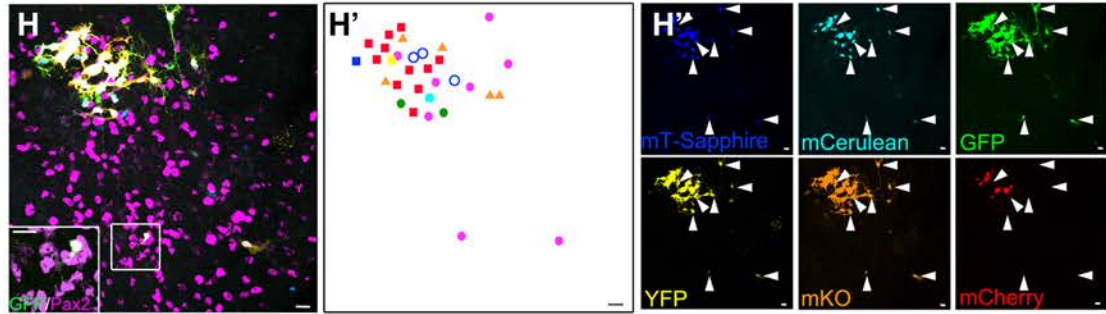 H
GFP/Pax2
H'
H"
mT-Sapphire
mCerulean
GFP
YFP
mKO
mCherry